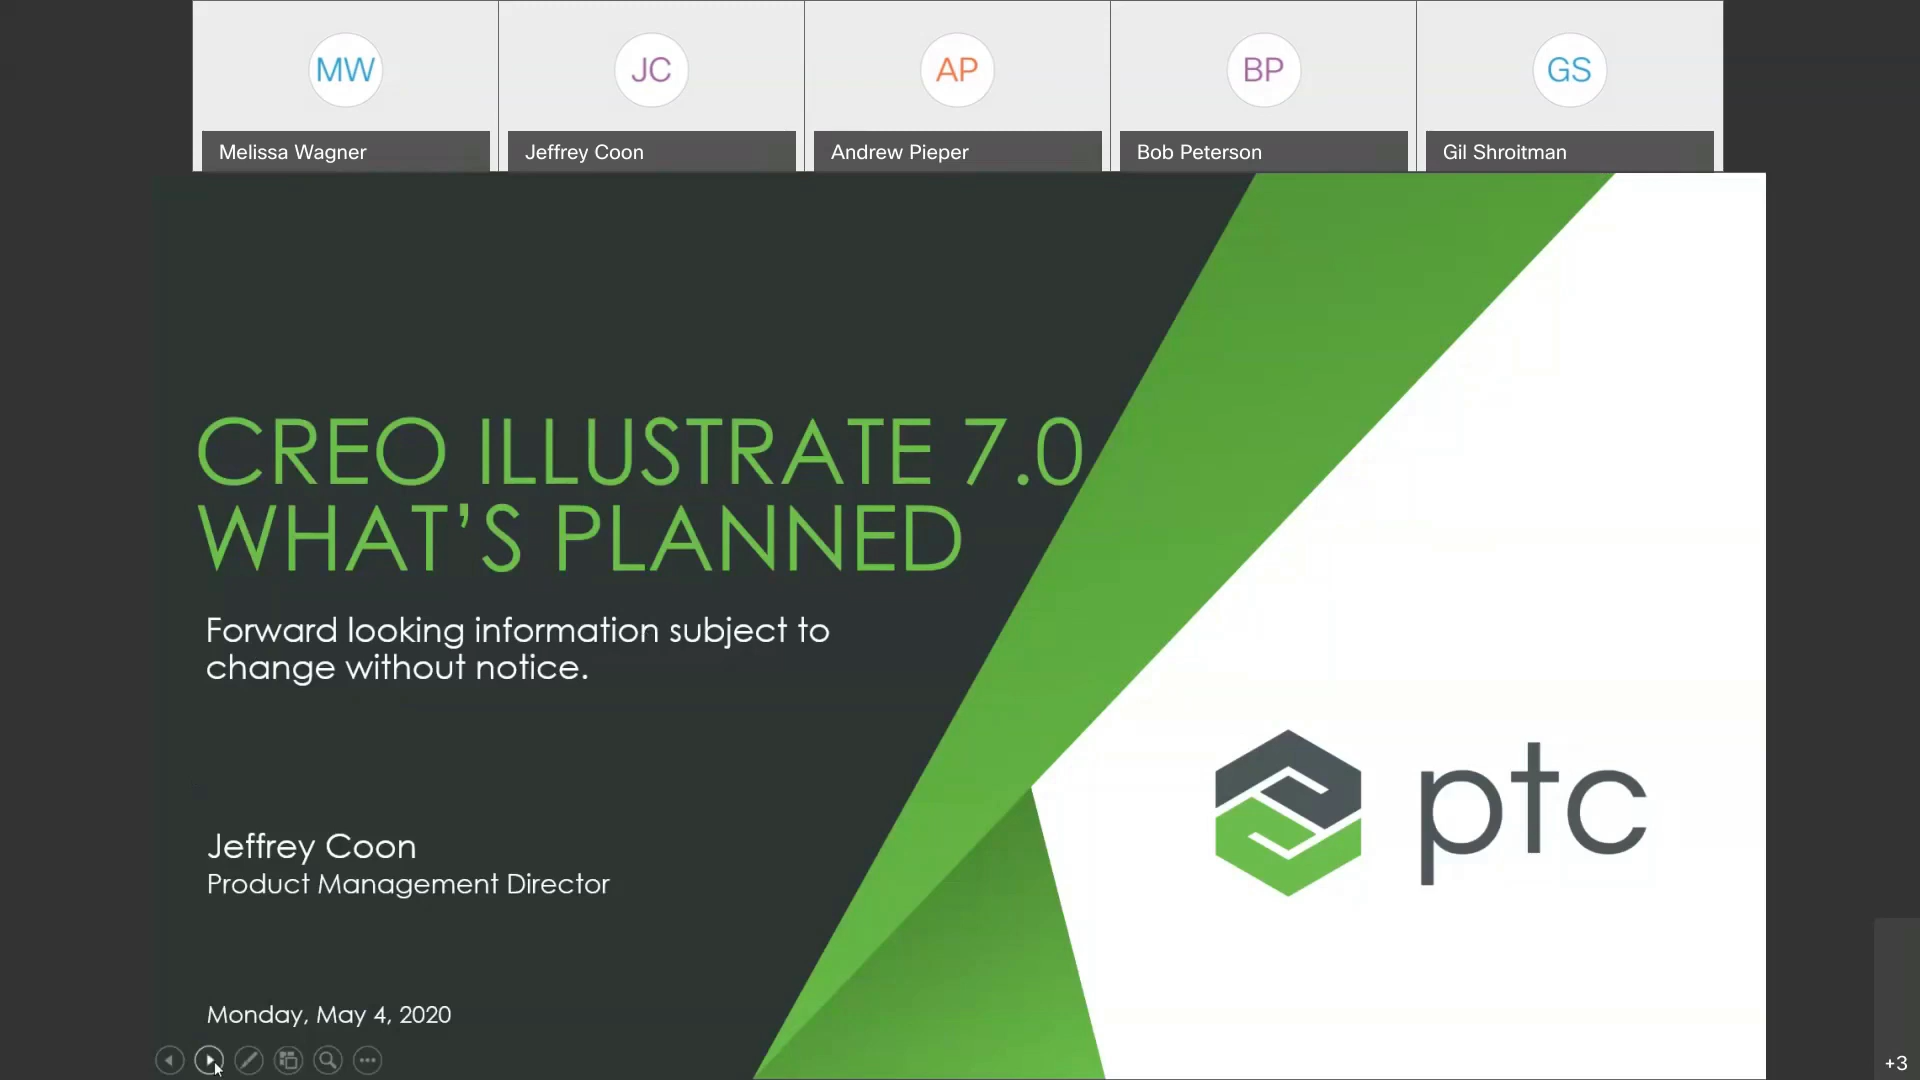 MW
JC
AP
BP
GS
Melissa Wagner
Jeffrey Coon
Andrew Pieper
Bob Peterson
Gil Shroitman
CREO ILLUSTRATE 7.0
WHAT’S PLANNED
Forward looking information subject to
change without notice.
ptc
Jeffrey Coon
Product Management Director
Monday, May 4, 2020
+3